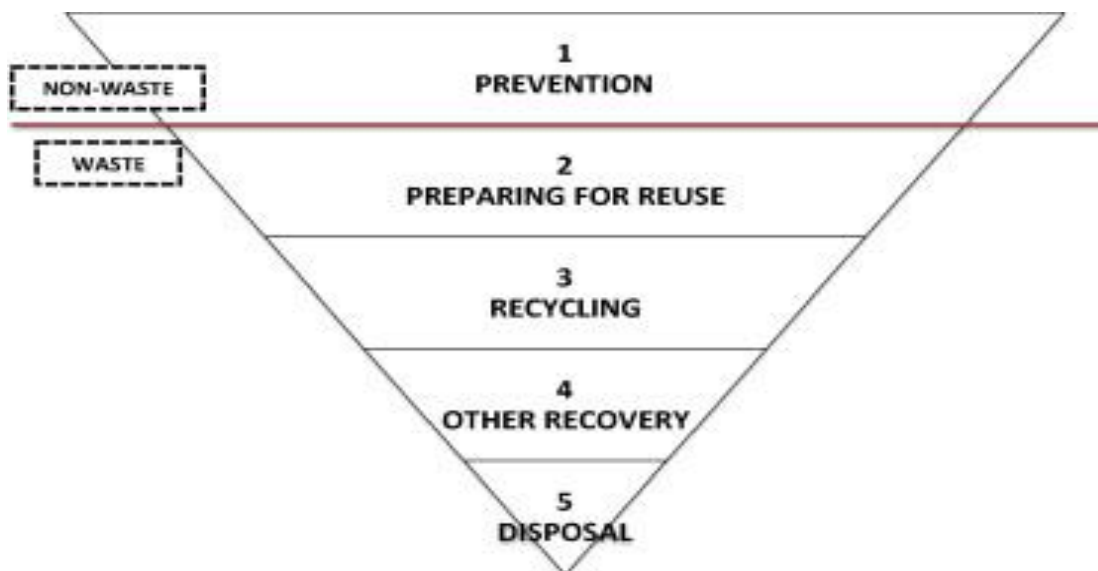 1
PREVENTION
NON-WASTE
WASTE
2
PREPARING FOR REUSE
3
RECYCLING
4
OTHER RECOVERY
5
DISPOSAL